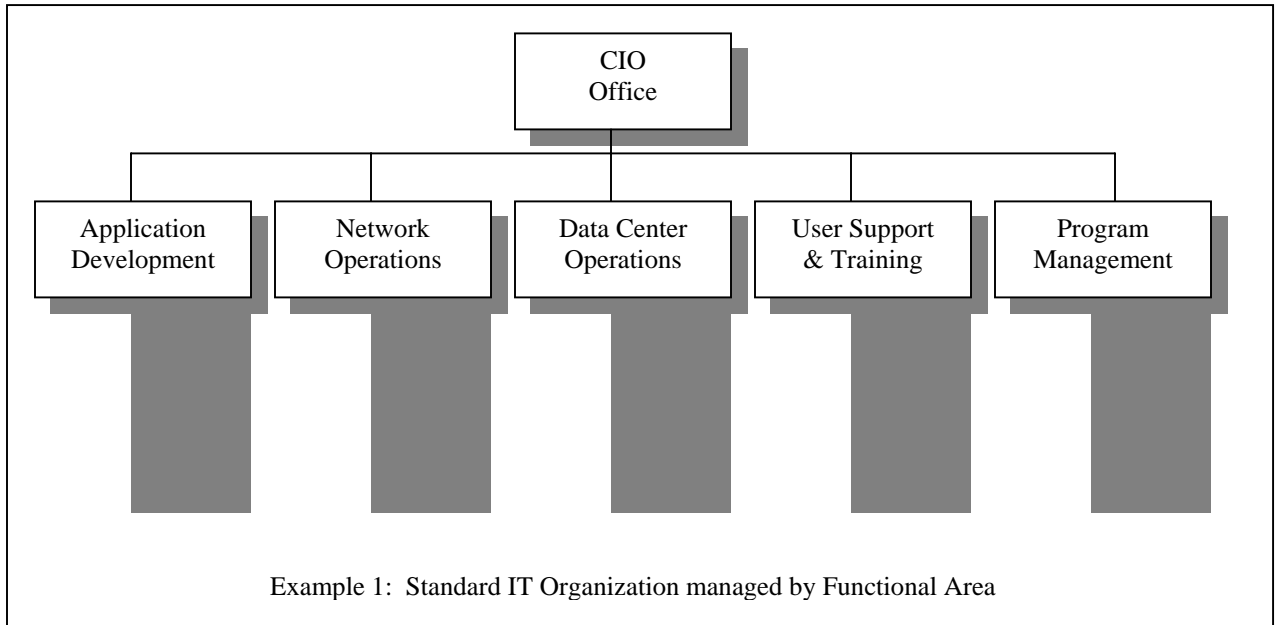 CIO
Office
Application
Development
Network
Operations
Data Center
Operations
User Support
& Training
Program
Management
Example 1:  Standard IT Organization managed by Functional Area